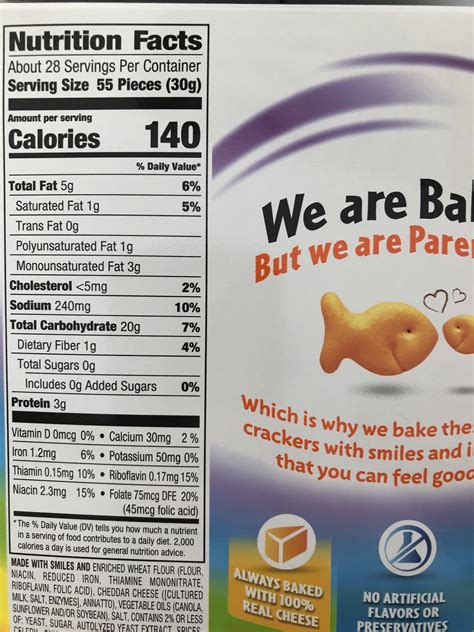 Nutrition Facts
About 28 Servings Per Container
Serving Size 55 Pieces (30g)
Amount per serving
Calories 140
% Daily Value*
Total Fat 5g 6%
Saturated Fat 1g 5%
Trans Fat 0g
Polyunsaturated Fat 1g
Monounsaturated Fat 3g
Cholesterol <5mg 2%
Sodium 240mg 10%
Total Carbohydrate 20g 7%
Dietary Fiber 1g 4%
Total Sugars 0g
Includes 0g Added Sugars 0%
Protein 3g
Vitamin D 0mcg 0% • Calcium 30mg 2%
Iron 1.2mg 6% • Potassium 50mg 0%
Thiamin 0.15mg 10% • Riboflavin 0.17mg 15%
Niacin 2.3mg 15% • Folate 75mcg DFE 20%
(45mcg folic acid)
*The % Daily Value (DV) tells you how much a nutrient
in a serving of food contributes to a daily diet. 2,000
calories a day is used for general nutrition advice.
MADE WITH SMILES AND ENRICHED WHEAT FLOUR (FLOUR,
NIACIN, REDUCED IRON, THIAMINE MONONITRATE,
RIBOFLAVIN, FOLIC ACID), CHEDDAR CHEESE ([CULTURED
MILK, SALT, ENZYMES], ANNATTO), VEGETABLE OILS (CANOLA,
SUNFLOWER AND/OR SOYBEAN), SALT, CONTAINS 2% OR LESS
OF: YEAST, SUGAR, AUTOLYZED YEAST EXTRACT, SPICES,
We are Ba
But we are Pare
Which is why we bake the
crackers with smiles and i
that you can feel good
ALWAYS BAKED
WITH 100%
REAL CHEESE
NO ARTIFICIAL
FLAVORS OR
PRESERVATIVES